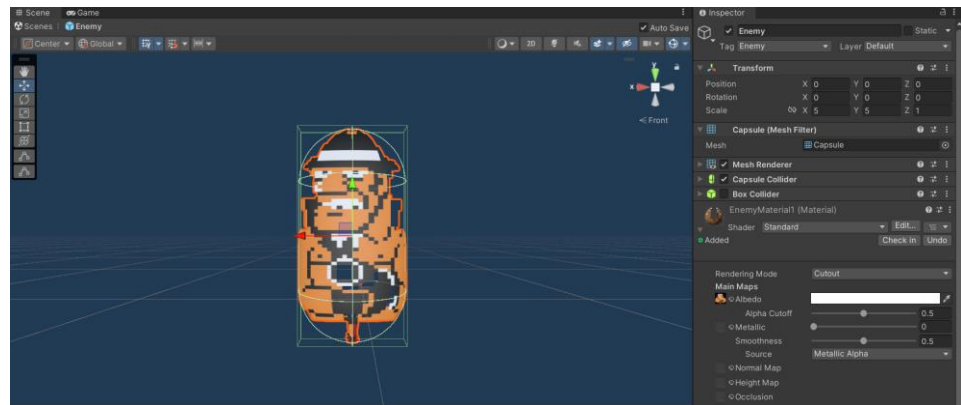 Scene Game
Scenes Enemy Auto Save
Center Global 2D
Y
X
Front
Inspector
Enemy Static
Tag Enemy Layer Default
Transform
Position X 0 Y 0 Z 0
Rotation X 0 Y 0 Z 0
Scale X 5 Y 5 Z 1
Capsule (Mesh Filter)
Mesh Capsule
Mesh Renderer
Capsule Collider
Box Collider
EnemyMaterial1 (Material)
Shader Standard Edit...
Added Check in Undo
Rendering Mode Cutout
Main Maps
Albedo
Alpha Cutoff 0.5
Metallic 0
Smoothness 0.5
Source Metallic Alpha
Normal Map
Height Map
Occlusion